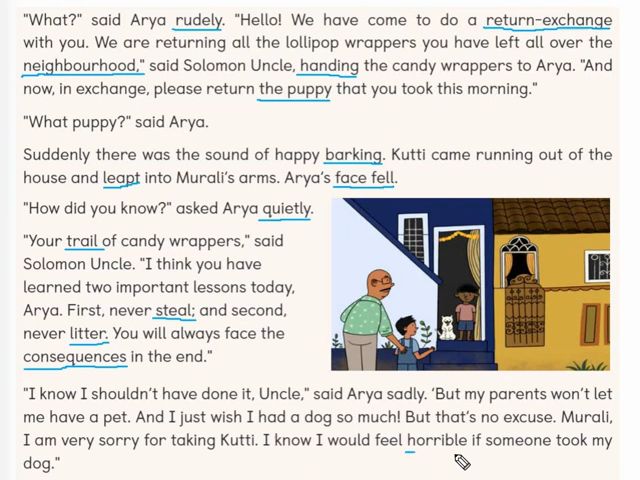 "What?" said Arya rudely. "Hello! We have come to do a return-exchange
with you. We are returning all the lollipop wrappers you have left all over the
neighbourhood," said Solomon Uncle, handing the candy wrappers to Arya. "And
now, in exchange, please return the puppy that you took this morning."
"What puppy?" said Arya.
Suddenly there was the sound of happy barking. Kutti came running out of the
house and leapt into Murali's arms. Arya's face fell.
"How did you know?" asked Arya quietly.
"Your trail of candy wrappers," said
Solomon Uncle. "I think you have
learned two important lessons today,
Arya. First, never steal; and second,
never litter. You will always face the
consequences in the end."
"I know I shouldn't have done it, Uncle," said Arya sadly. 'But my parents won't let
me have a pet. And I just wish I had a dog so much! But that's no excuse. Murali,
I am very sorry for taking Kutti. I know I would feel horrible if someone took my
dog."